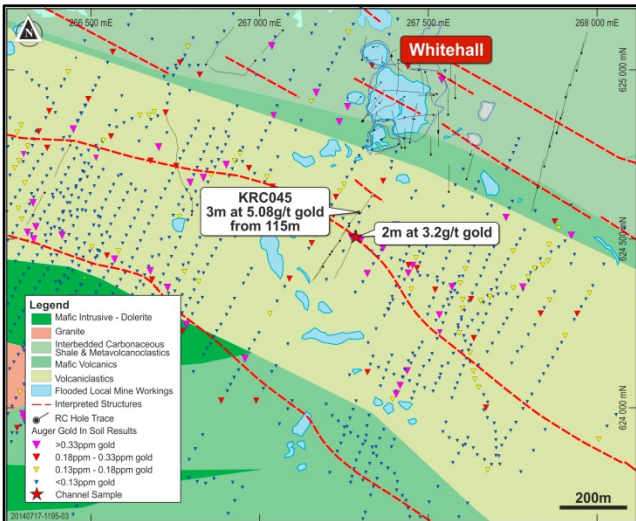 266 500 mE
267 000 mE
267 500 mE
268 000 mE
A
Whitehall
625 000 mN
KRC045
3m at 5.08g/t gold
from 115m
2m at 3.2g/t gold
624 500 mN
Legend
Mafic Intrusive - Dolerite
Granite
Interbedded Carbonaceous
Shale & Metavolcanoclastics
Mafic Volcanics
Volcaniclastics
Flooded Local Mine Workings
Interpreted Structures
RC Hole Trace
Auger Gold In Soil Results
>0.33ppm gold
0.18ppm - 0.33ppm gold
0.13ppm - 0.18ppm gold
<0.13ppm gold
Channel Sample
624 000 mN
200m
20140717-1195-03